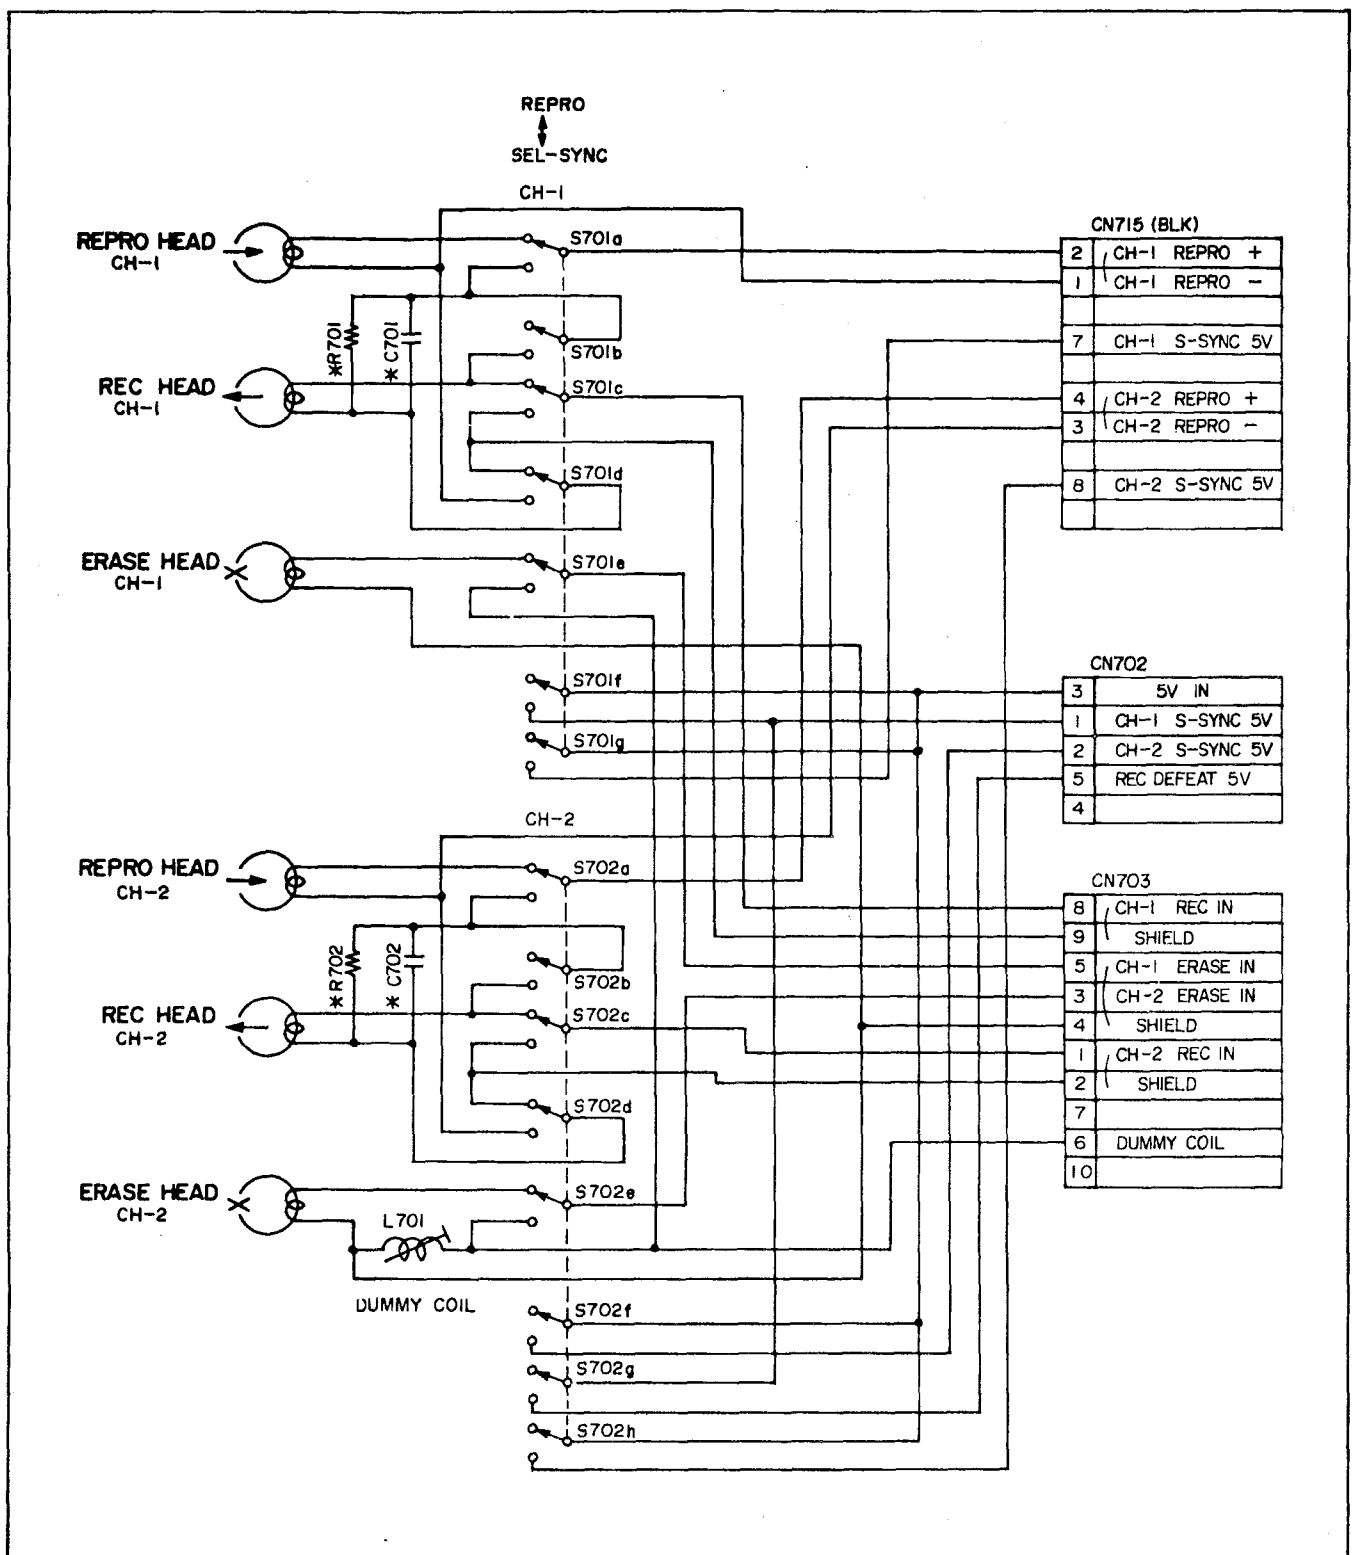 REPRO
SEL-SYNC
CH-1
REPRO HEAD
CH-1
S701a
*R701
*C701
S701b
REC HEAD
CH-1
S701c
S701d
ERASE HEAD
CH-1
S701e
S701f
S701g
CH-2
REPRO HEAD
CH-2
S702a
*R702
*C702
S702b
REC HEAD
CH-2
S702c
S702d
ERASE HEAD
CH-2
S702e
L701
DUMMY COIL
S702f
S702g
S702h
CN715 (BLK)
2 CH-1 REPRO +
1 CH-1 REPRO -
7 CH-1 S-SYNC 5V
4 CH-2 REPRO +
3 CH-2 REPRO -
8 CH-2 S-SYNC 5V
CN702
3 5V IN
1 CH-1 S-SYNC 5V
2 CH-2 S-SYNC 5V
5 REC DEFEAT 5V
4
CN703
8 CH-1 REC IN
9 SHIELD
5 CH-1 ERASE IN
3 CH-2 ERASE IN
4 SHIELD
1 CH-2 REC IN
2 SHIELD
7
6 DUMMY COIL
10